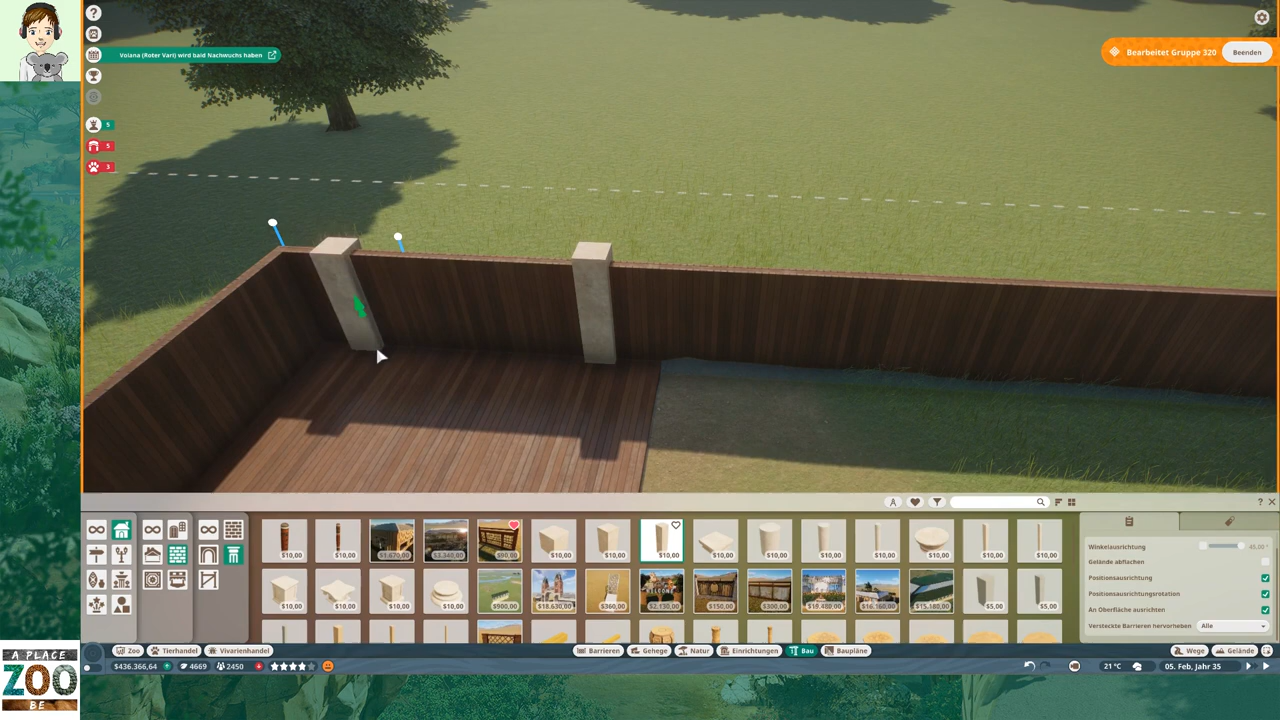 ?
Voiana (Roter Vari) wird bald Nachwuchs haben
5
5
3
Bearbeitet Gruppe 320
Beenden
A
?
$10,00 $10,00 $1.670,00 $3.340,00 $90,00 $10,00 $10,00 $10,00 $10,00 $10,00 $10,00 $10,00 $10,00 $10,00 $10,00
$10,00 $10,00 $10,00 $10,00 $900,00 $18.630,00 $360,00 $2.130,00 $150,00 $300,00 $19.480,00 $16.160,00 $15.160,00 $5,00 $5,00
WELCOME
Winkelausrichtung 45,00°
Gelände abflachen
Positionsausrichtung
Positionsausrichtungsrotation
An Oberfläche ausrichten
Versteckte Barrieren hervorheben Alle
Zoo Tierhandel Vivarienhandel Barrieren Gehege Natur Einrichtungen Bau Baupläne Wege Gelände
$436.366,64 4669 2450 21 °C 05. Feb, Jahr 35
A PLACE
ZOO
BE